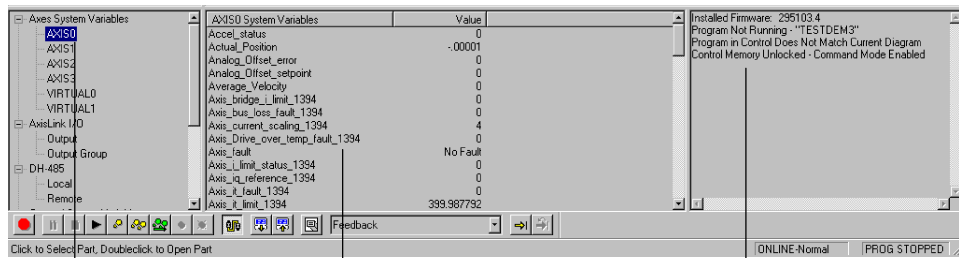 Axes System Variables
AXIS0
AXIS1
AXIS2
AXIS3
VIRTUAL0
VIRTUAL1
AxisLink I/O
Output
Output Group
DH-485
Local
Remote
AXIS0 System Variables Value
Accel_status 0
Actual_Position -.00001
Analog_Offset_error 0
Analog_Offset_setpoint 0
Average_Velocity 0
Axis_bridge_i_limit_1394 0
Axis_bus_loss_fault_1394 0
Axis_current_scaling_1394 4
Axis_Drive_over_temp_fault_1394 0
Axis_fault No Fault
Axis_i_limit_status_1394 0
Axis_iq_reference_1394 0
Axis_it_fault_1394 0
Axis_it_limit_1394 399.987792
Installed Firmware: 295103.4
Program Not Running - "TESTDEM3"
Program in Control Does Not Match Current Diagram
Control Memory Unlocked - Command Mode Enabled
Feedback
Click to Select Part, Doubleclick to Open Part
ONLINE-Normal PROG STOPPED